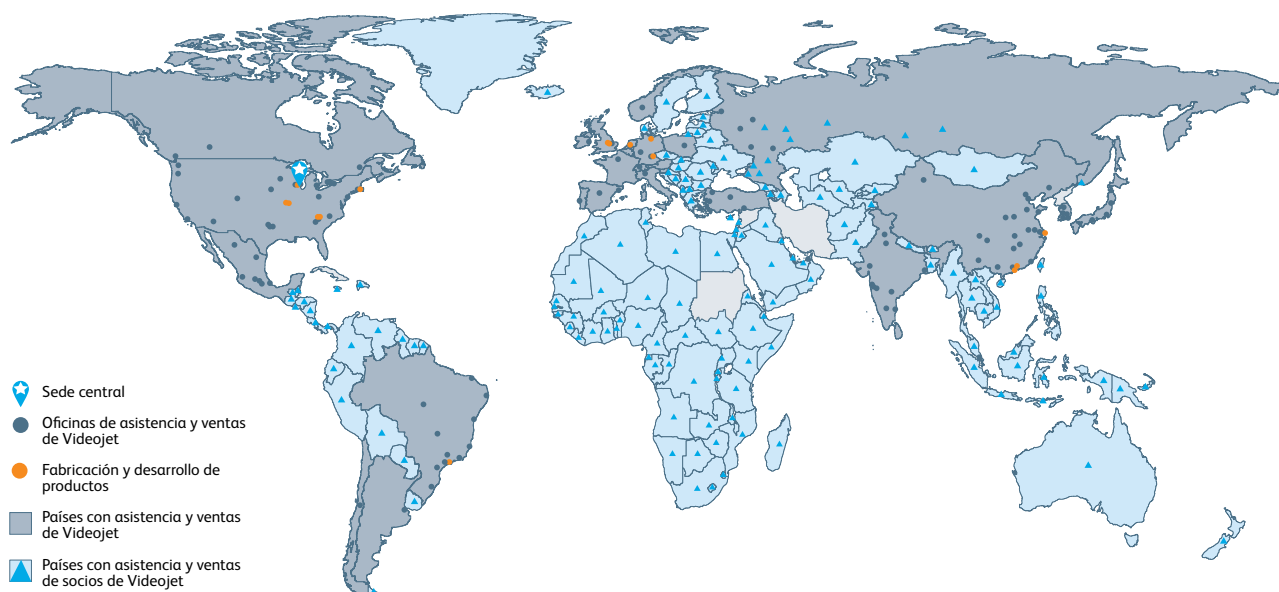 Sede central
Oficinas de asistencia y ventas
de Videojet
Fabricación y desarrollo de
productos
Países con asistencia y ventas
de Videojet
Países con asistencia y ventas
de socios de Videojet